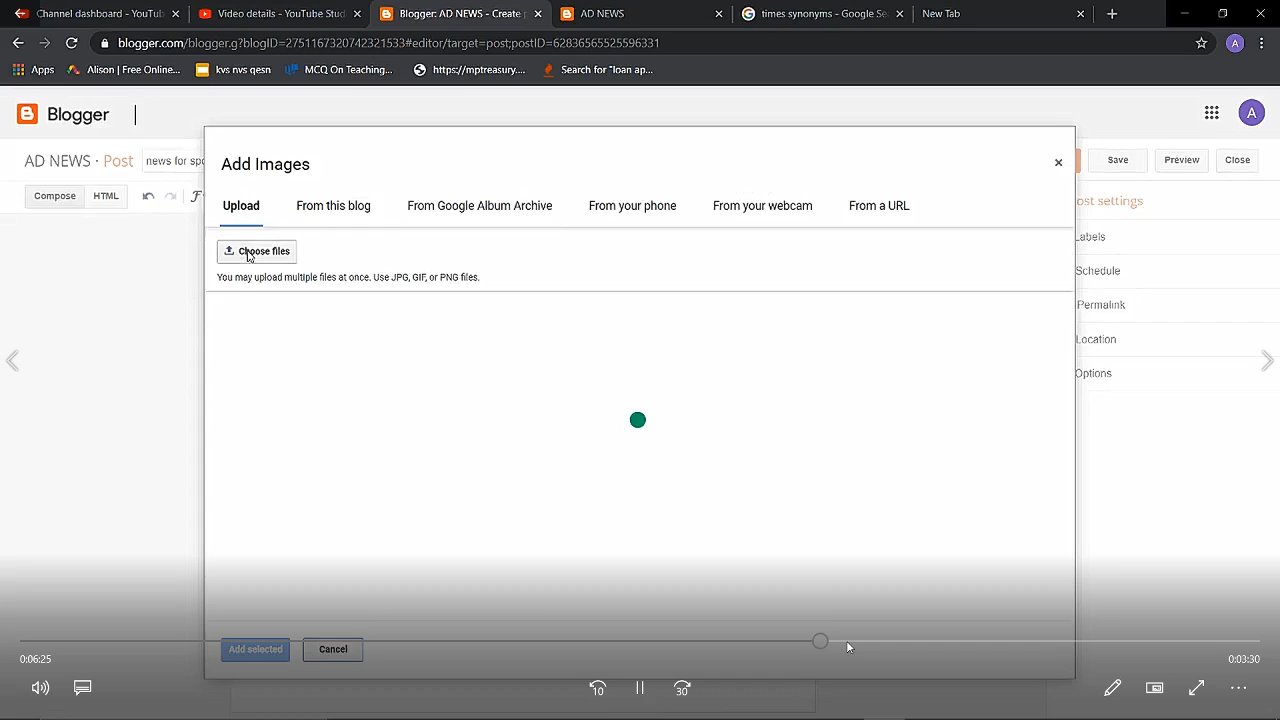 Channel dashboard - YouTub
Video details - YouTube Stud
Blogger: AD NEWS - Create p
AD NEWS
times synonyms - Google Sea
New Tab
blogger.com/blogger.g?blogID=2751167320742321533#editor/target=post;postID=62836565525596331
A
Apps
Alison | Free Online...
kvs nvs qesn
MCQ On Teaching...
https://mptreasury....
Search for "loan ap...
Blogger
A
AD NEWS · Post
news for spo
Save
Preview
Close
Compose
HTML
Add Images
Upload
From this blog
From Google Album Archive
From your phone
From your webcam
From a URL
Choose files
You may upload multiple files at once. Use JPG, GIF, or PNG files.
ost settings
Labels
Schedule
Permalink
Location
Options
Add selected
Cancel
0:06:25
0:03:30
10
30